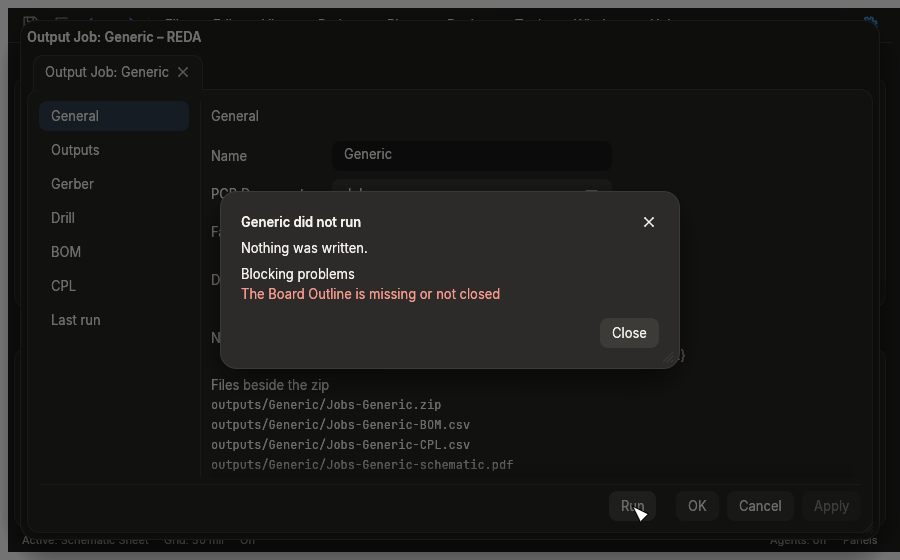 Output Job: Generic – REDA
Output Job: Generic
General
Outputs
Gerber
Drill
BOM
CPL
Last run
General
Name
Generic
Generic did not run
Nothing was written.
Blocking problems
The Board Outline is missing or not closed
Close
Files beside the zip
outputs/Generic/Jobs-Generic.zip
outputs/Generic/Jobs-Generic-BOM.csv
outputs/Generic/Jobs-Generic-CPL.csv
outputs/Generic/Jobs-Generic-schematic.pdf
Run
OK
Cancel
Apply
Active: Schematic Sheet
Grid: 50 mil
Agents: off
Panels